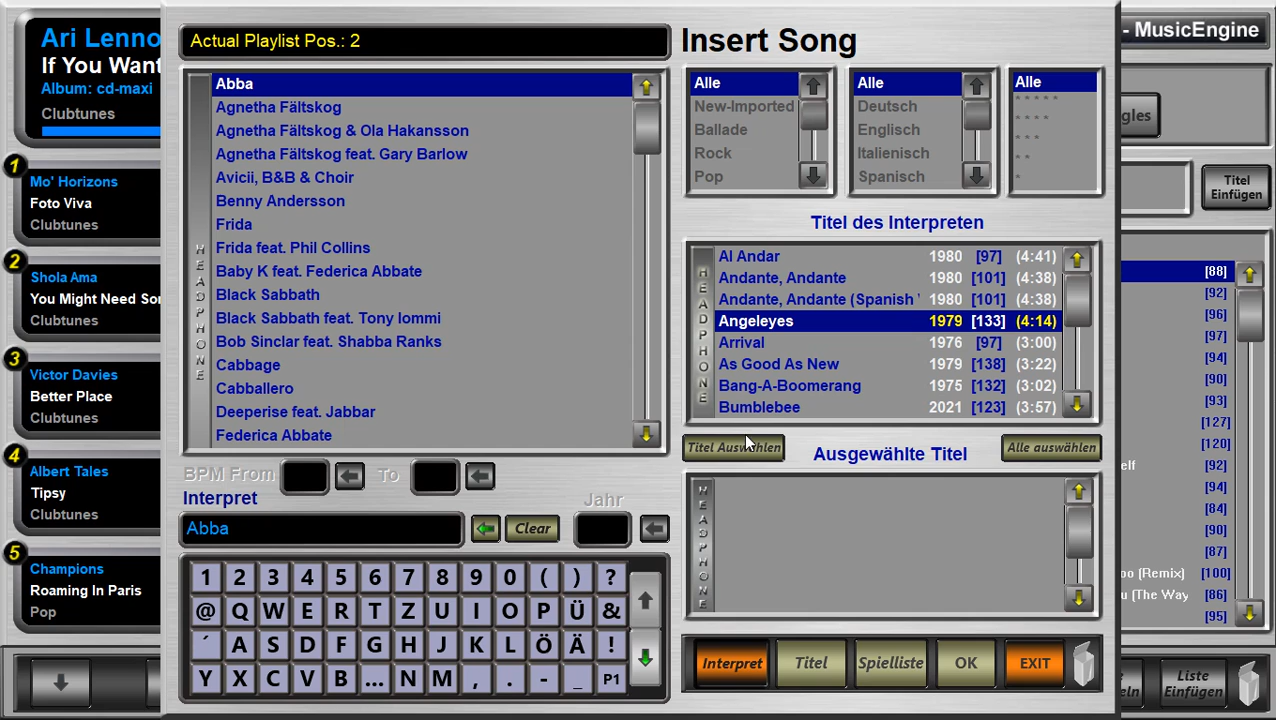 Ari Lenno
If You Want
Album: cd-maxi
Clubtunes
1
Mo' Horizons
Foto Viva
Clubtunes
2
Shola Ama
You Might Need So
Clubtunes
3
Victor Davies
Better Place
Clubtunes
4
Albert Tales
Tipsy
Clubtunes
5
Champions
Roaming In Paris
Pop
Actual Playlist Pos.: 2
HEADPHONE
Abba
Agnetha Fältskog
Agnetha Fältskog & Ola Hakansson
Agnetha Fältskog feat. Gary Barlow
Avicii, B&B & Choir
Benny Andersson
Frida
Frida feat. Phil Collins
Baby K feat. Federica Abbate
Black Sabbath
Black Sabbath feat. Tony Iommi
Bob Sinclar feat. Shabba Ranks
Cabbage
Cabballero
Deeperise feat. Jabbar
Federica Abbate
BPM From To
Interpret Jahr
Abba Clear
1 2 3 4 5 6 7 8 9 0 ( ) ?
@ Q W E R T Z U I O P Ü &
´ A S D F G H J K L Ö Ä !
Y X C V B ... N M , . - _ P1
Insert Song
Alle
New-Imported
Ballade
Rock
Pop
Alle
Deutsch
Englisch
Italienisch
Spanisch
Alle
* * * * *
* * * *
* * *
* *
*
Titel des Interpreten
HEADPHONE
Al Andar 1980 [97] (4:41)
Andante, Andante 1980 [101] (4:38)
Andante, Andante (Spanish ' 1980 [101] (4:38)
Angeleyes 1979 [133] (4:14)
Arrival 1976 [97] (3:00)
As Good As New 1979 [138] (3:22)
Bang-A-Boomerang 1975 [132] (3:02)
Bumblebee 2021 [123] (3:57)
Titel Auswählen Ausgewählte Titel Alle auswählen
HEADPHONE
Interpret Titel Spielliste OK EXIT
- MusicEngine
gles
Titel
Einfügen
[88]
[92]
[96]
[97]
[94]
[90]
[93]
[127]
[120]
elf [92]
[94]
[84]
[90]
[87]
oo (Remix) [100]
u (The Way [86]
[95]
eln
Liste
Einfügen